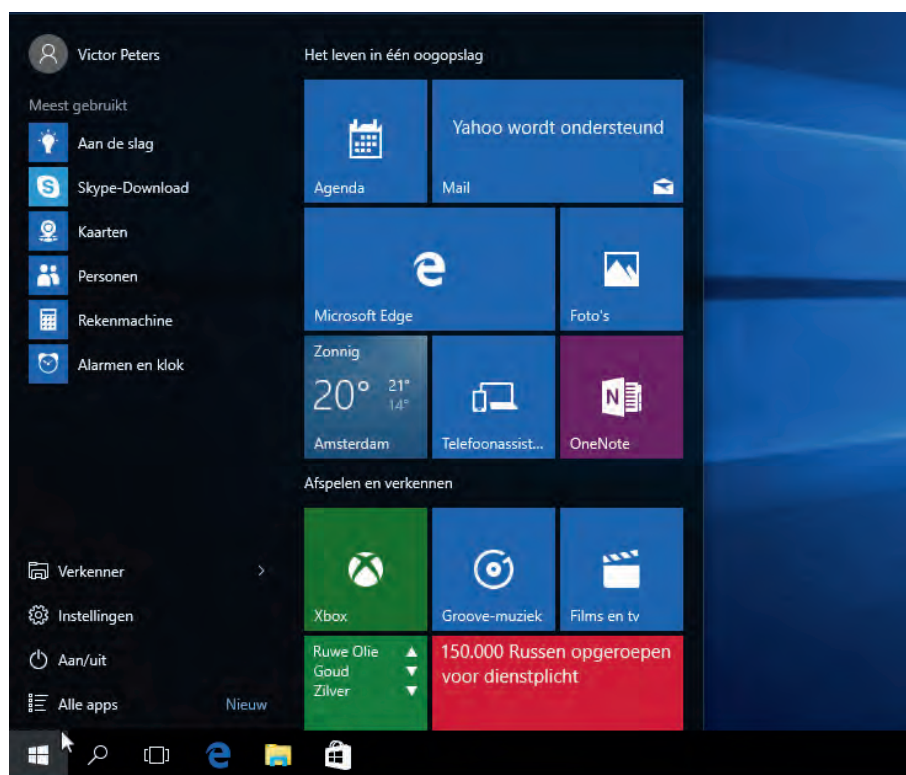 Victor Peters
Meest gebruikt
Aan de slag
Skype-Download
Kaarten
Personen
Rekenmachine
Alarmen en klok
Verkenner
Instellingen
Aan/uit
Alle apps Nieuw
Het leven in één oogopslag
Agenda
Yahoo wordt ondersteund
Mail
Microsoft Edge
Foto's
Zonnig
20° 21°
14°
Amsterdam
Telefoonassist...
OneNote
Afspelen en verkennen
Xbox
Groove-muziek
Films en tv
Ruwe Olie ▲
Goud ▼
Zilver ▼
150.000 Russen opgeroepen
voor dienstplicht